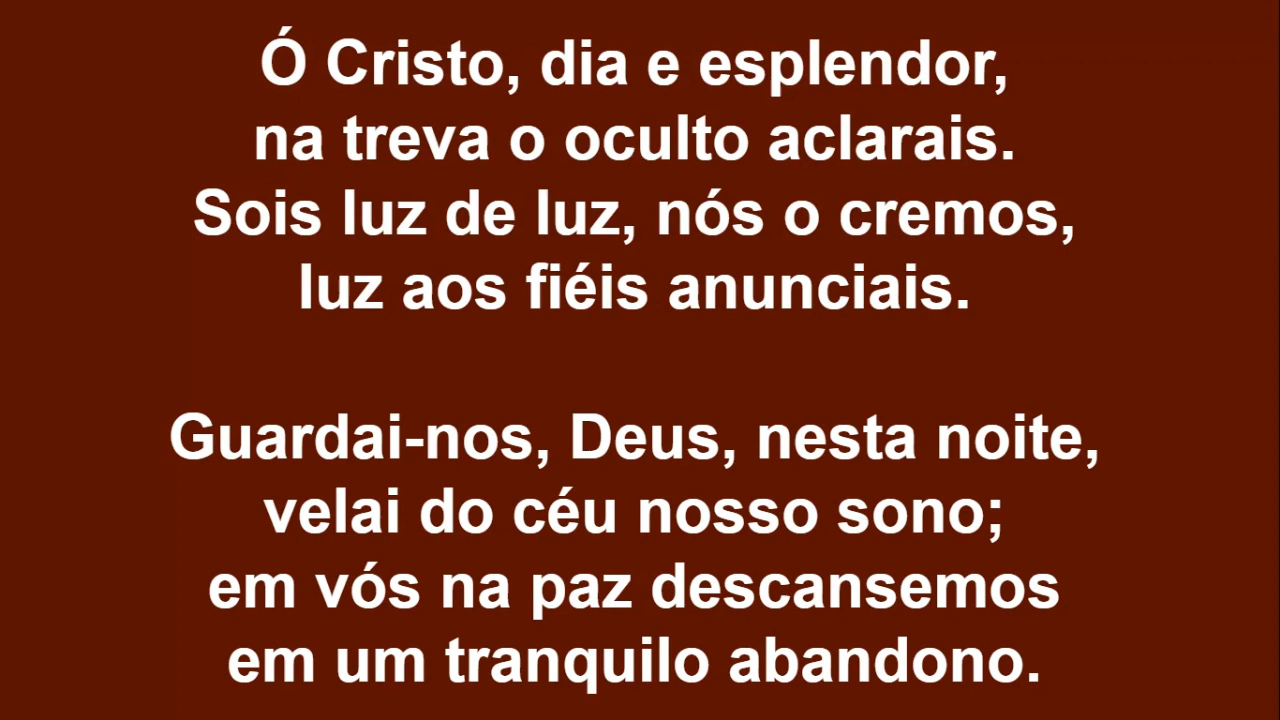 Ó Cristo, dia e esplendor,
na treva o oculto aclarais.
Sois luz de luz, nós o cremos,
luz aos fiéis anunciais.
Guardai-nos, Deus, nesta noite,
velai do céu nosso sono;
em vós na paz descansemos
em um tranquilo abandono.